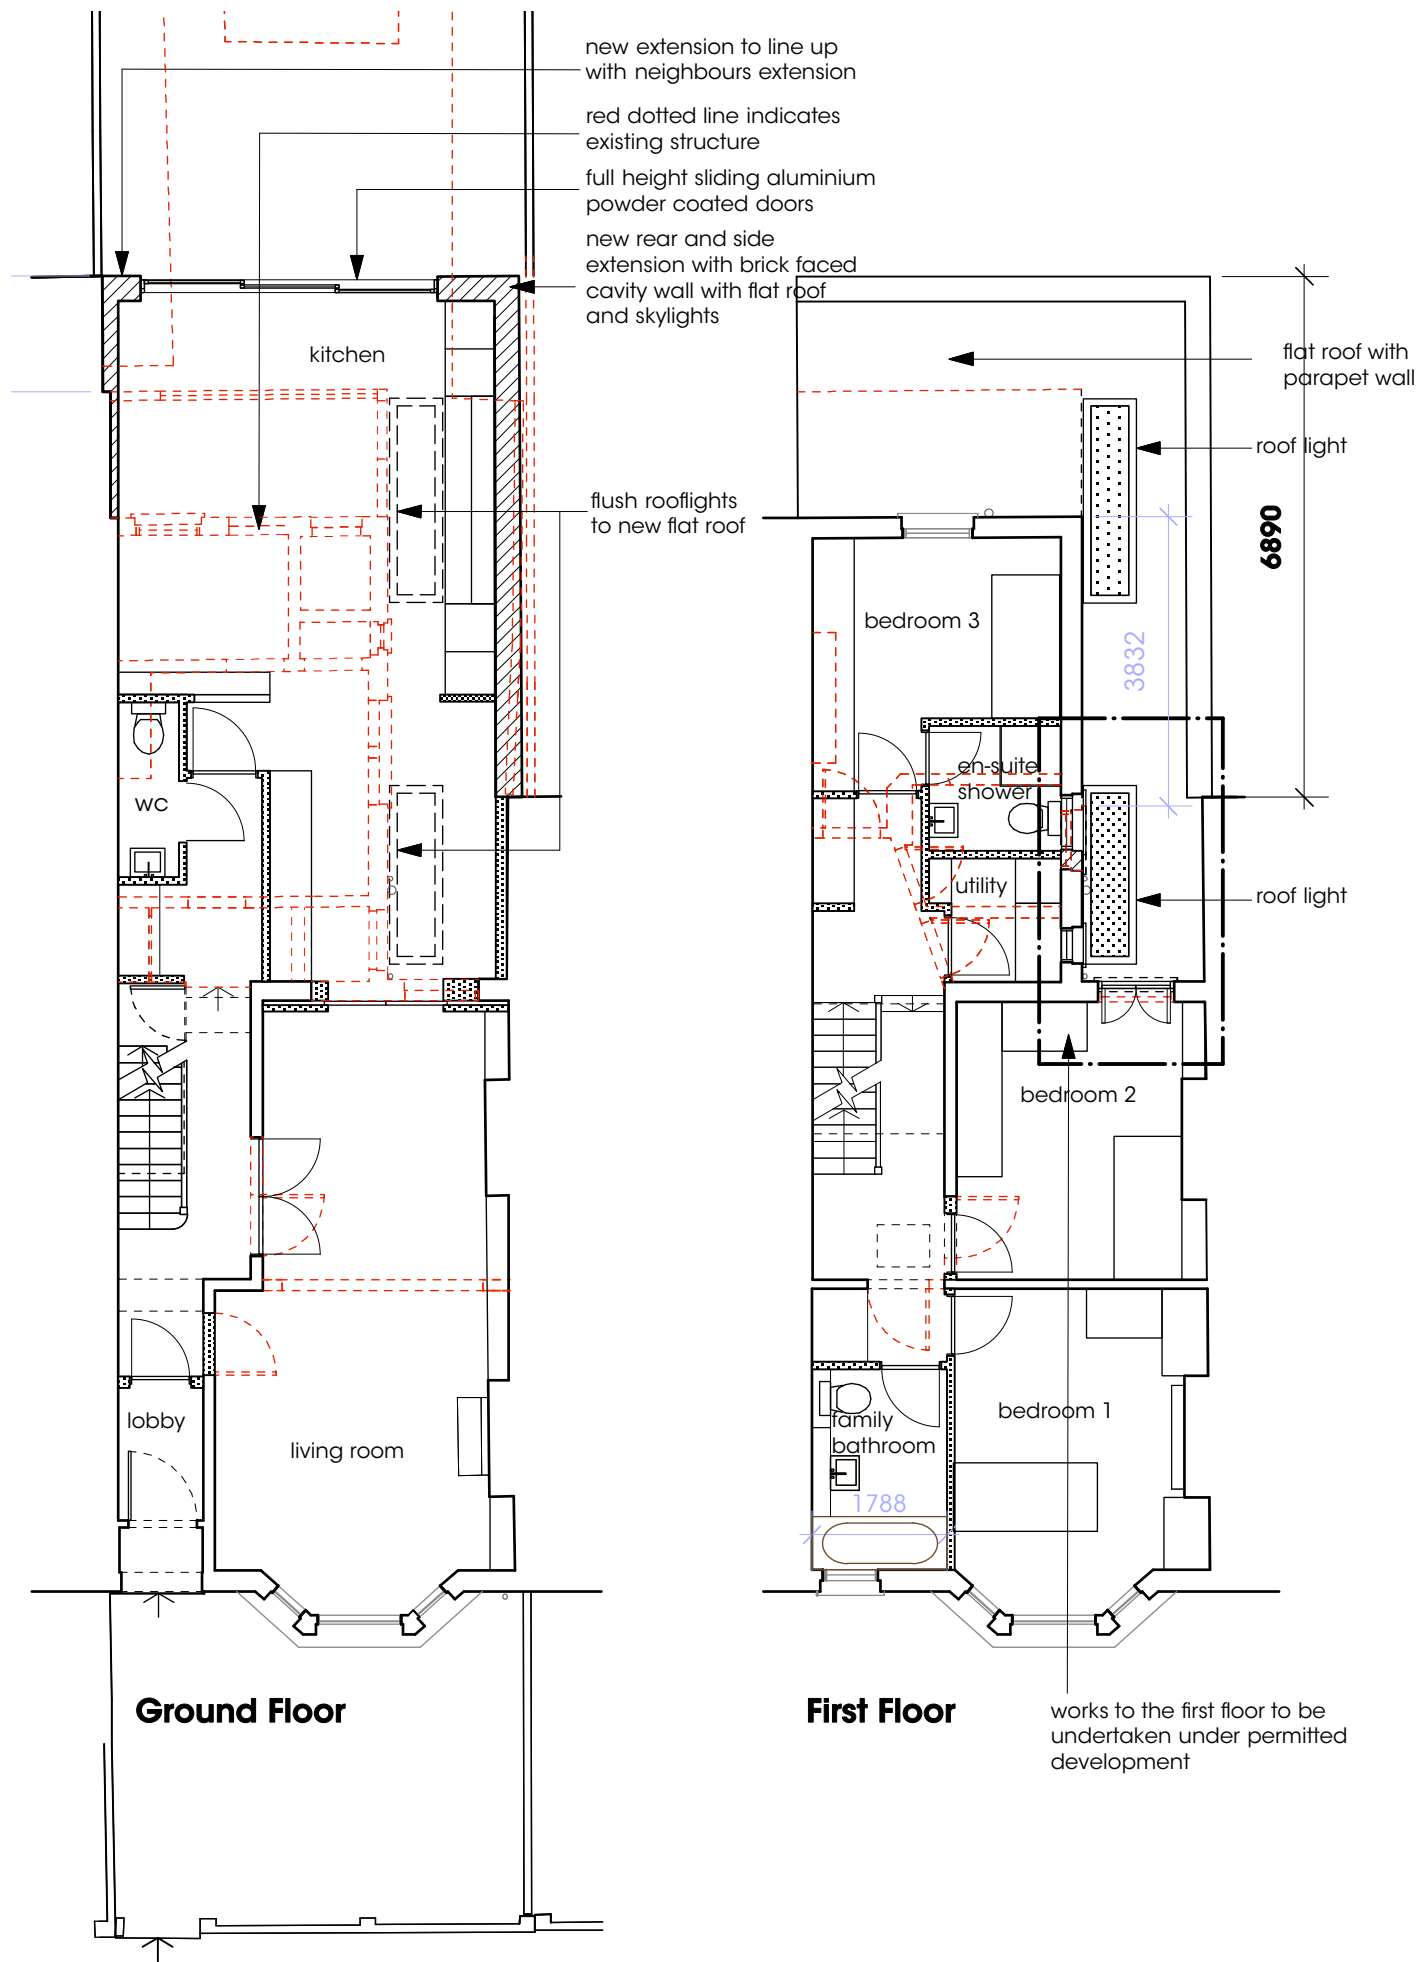 new extension to line up
with neighbours extension
red dotted line indicates
existing structure
full height sliding aluminium
powder coated doors
new rear and side
extension with brick faced
cavity wall with flat roof
and skylights
kitchen
flush rooflights
to new flat roof
wc
lobby
living room
Ground Floor
flat roof with
parapet wall
roof light
6890
3832
bedroom 3
en-suite
shower
utility
roof light
bedroom 2
bedroom 1
family
bathroom
1788
First Floor
works to the first floor to be
undertaken under permitted
development